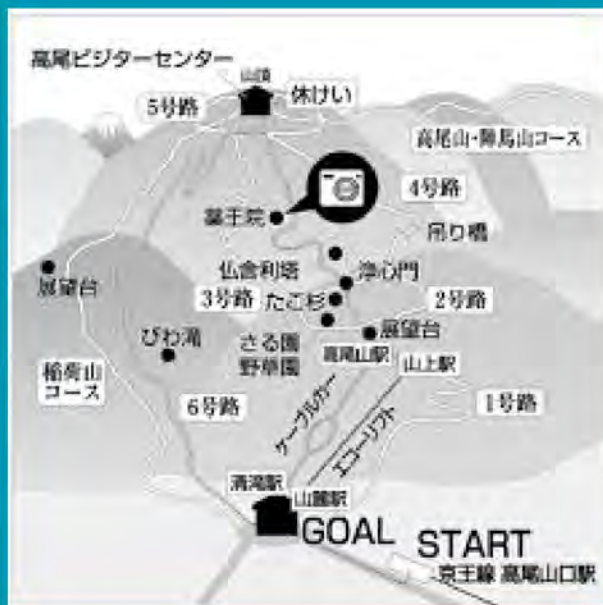 高尾ビジターセンター
山頂
5号路
休けい
高尾山・陣馬山コース
4号路
薬王院
吊り橋
仏舎利塔
浄心門
展望台
3号路
たこ杉
2号路
びわ滝
さる園
野草園
展望台
高尾山駅
山上駅
稲荷山
コース
6号路
ケーブルカー
エコーリフト
1号路
清滝駅
山麓駅
GOAL
START
京王線 高尾山口駅